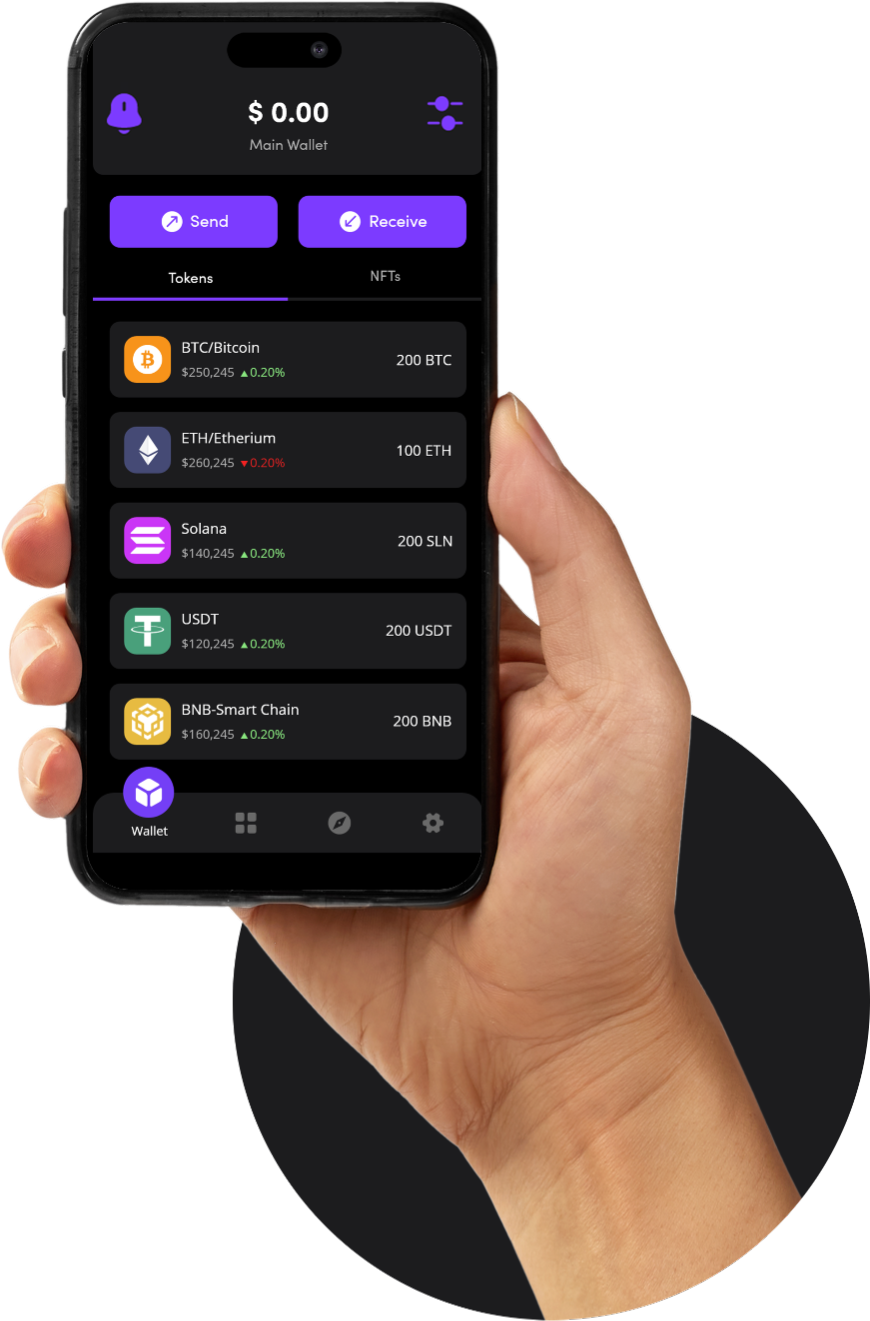 $ 0.00
Main Wallet
Send
Receive
Tokens
NFTs
BTC/Bitcoin
$250,245 ▲0.20%
200 BTC
ETH/Etherium
$260,245 ▼0.20%
100 ETH
Solana
$140,245 ▲0.20%
200 SLN
USDT
$120,245 ▲0.20%
200 USDT
BNB-Smart Chain
$160,245 ▲0.20%
200 BNB
Wallet